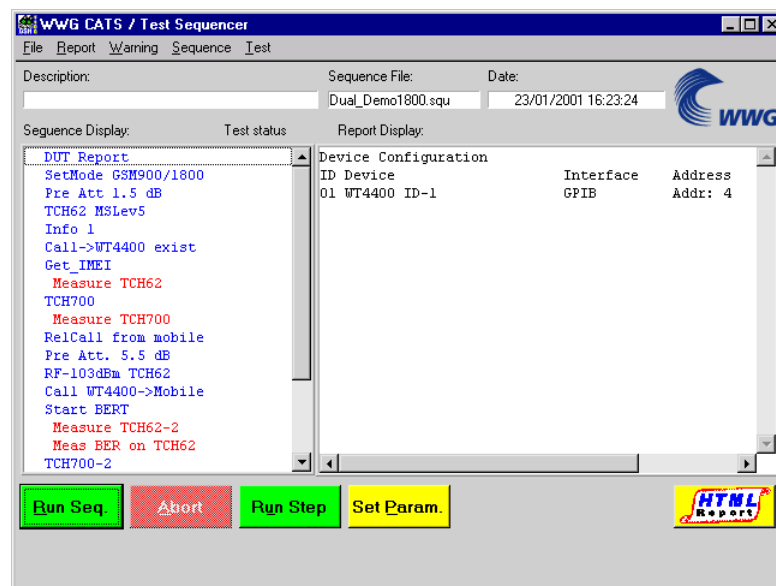 WWG CATS / Test Sequencer
File Report Warning Sequence Test
Description: Sequence File: Date:
Dual_Demo1800.squ 23/01/2001 16:23:24
WWG
Sequence Display: Test status Report Display:
DUT Report
SetMode GSM900/1800
Pre Att 1.5 dB
TCH62 MSLev5
Info 1
Call->WT4400 exist
Get_IMEI
Measure TCH62
TCH700
Measure TCH700
RelCall from mobile
Pre Att. 5.5 dB
RF-103dBm TCH62
Call WT4400->Mobile
Start BERT
Measure TCH62-2
Meas BER on TCH62
TCH700-2
Device Configuration
ID Device Interface Address
01 WT4400 ID-1 GPIB Addr: 4
Run Seq. Abort Run Step Set Param. HTML Report